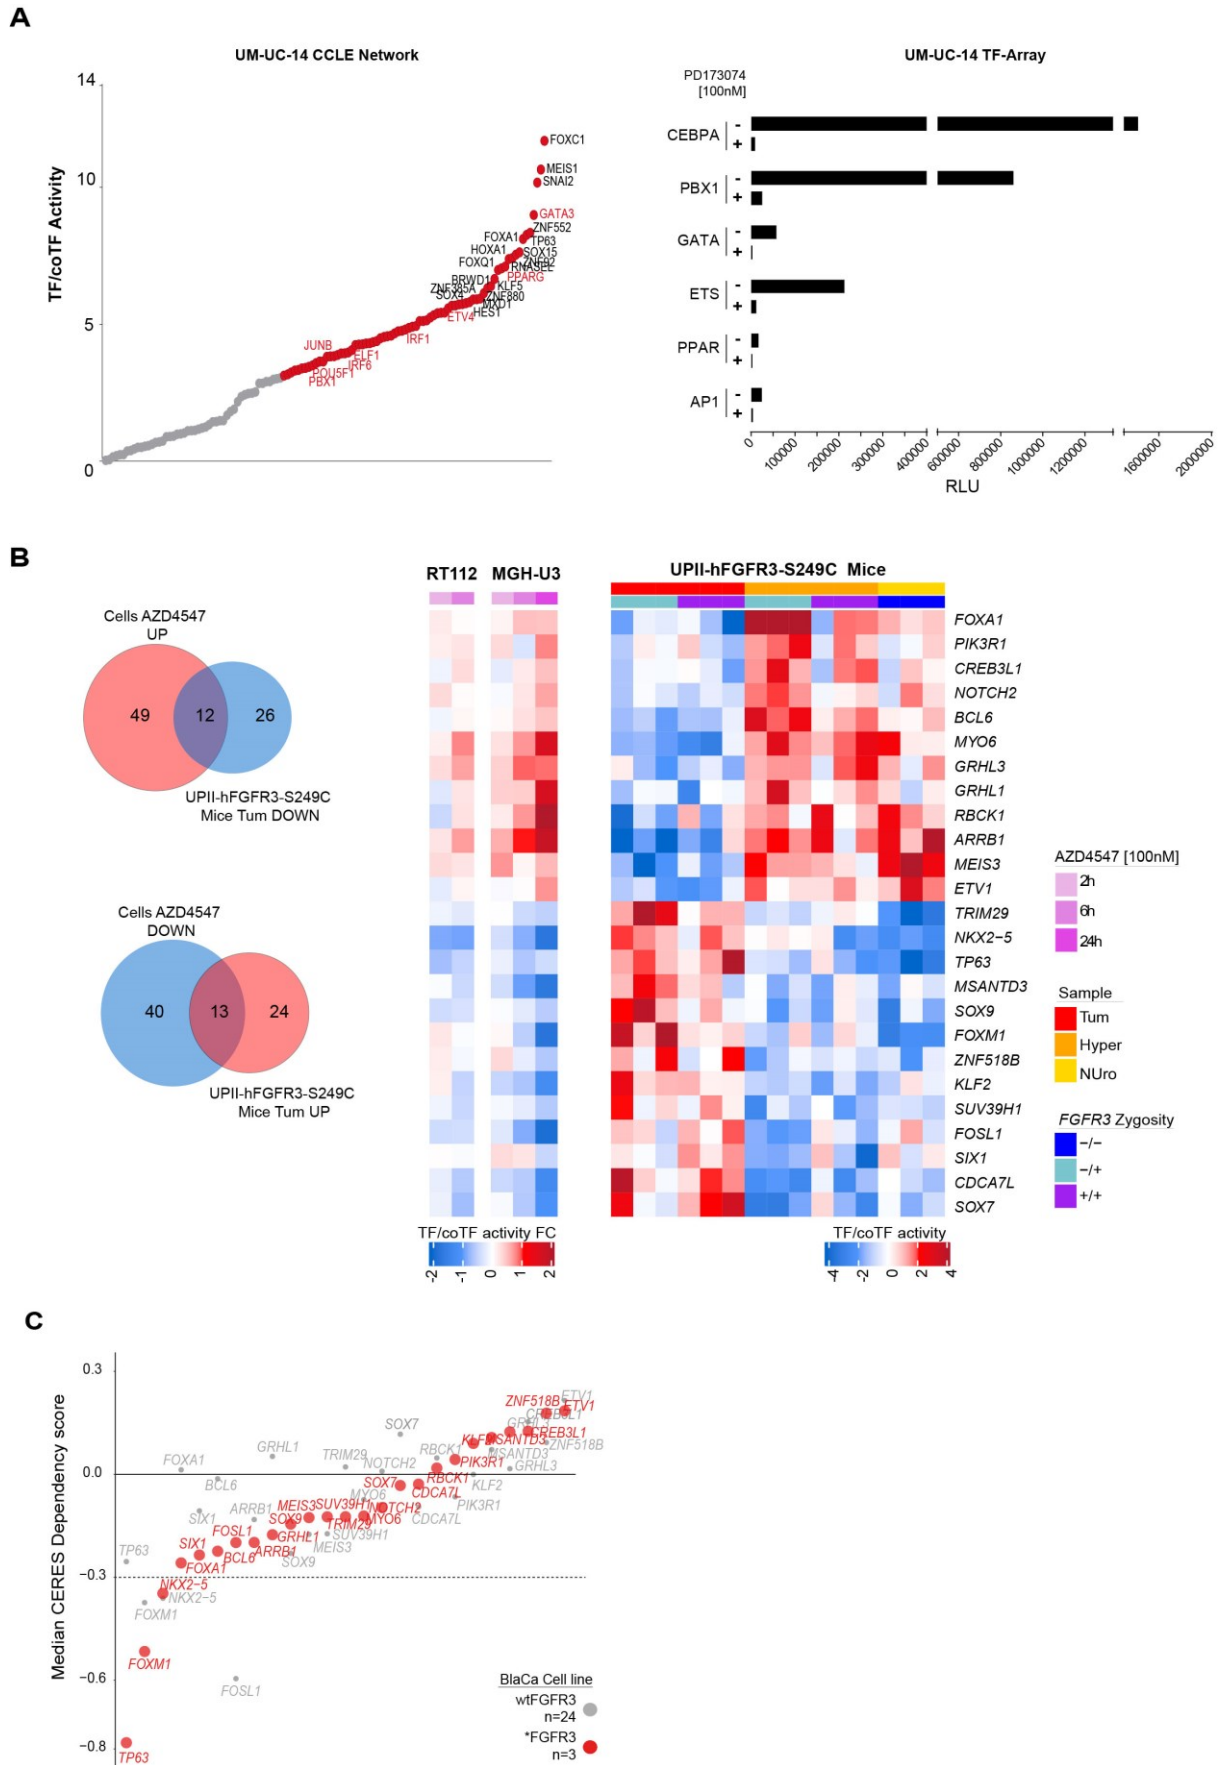 A
UM-UC-14 CCLE Network
TF/coTF Activity
14
10
5
0
FOXC1
MEIS1
SNAI2
GATA3
ZNF552
FOXA1
TP63
HOXA1
SOX15
ZNF92
FOXQ1
RNASEL
PPARG
BRWD1
KLF5
ZNF385A
ZNF880
SOX4
MXD1
HES1
ETV4
IRF1
JUNB
ELF1
IRF6
POU5F1
PBX1
UM-UC-14 TF-Array
PD173074
[100nM]
CEBPA
-
+
PBX1
-
+
GATA
-
+
ETS
-
+
PPAR
-
+
AP1
-
+
0
100000
200000
300000
400000
600000
800000
1000000
1200000
1600000
2000000
RLU
B
Cells AZD4547
UP
49
12
26
UPII-hFGFR3-S249C
Mice Tum DOWN
Cells AZD4547
DOWN
40
13
24
UPII-hFGFR3-S249C
Mice Tum UP
RT112 MGH-U3
UPII-hFGFR3-S249C Mice
FOXA1
PIK3R1
CREB3L1
NOTCH2
BCL6
MYO6
GRHL3
GRHL1
RBCK1
ARRB1
MEIS3
ETV1
TRIM29
NKX2−5
TP63
MSANTD3
SOX9
FOXM1
ZNF518B
KLF2
SUV39H1
FOSL1
SIX1
CDCA7L
SOX7
TF/coTF activity FC
-2
-1
0
1
2
TF/coTF activity
-4
-2
0
2
4
AZD4547 [100nM]
2h
6h
24h
Sample
Tum
Hyper
NUro
FGFR3 Zygosity
−/−
−/+
+/+
C
Median CERES Dependency score
0.3
0.0
−0.3
−0.6
−0.8
TP63
FOXM1
NKX2−5
FOXA1
SIX1
BCL6
FOSL1
ARRB1
GRHL1
SOX9
MEIS3
SUV39H1
TRIM29
MYO6
NOTCH2
SOX7
CDCA7L
RBCK1
PIK3R1
KLF2
MSANTD3
GRHL3
CREB3L1
ZNF518B
ETV1
TP63
FOXM1
NKX2−5
SIX1
FOXA1
BCL6
FOSL1
ARRB1
GRHL1
SOX9
MEIS3
SUV39H1
TRIM29
MYO6
NOTCH2
SOX7
CDCA7L
RBCK1
PIK3R1
KLF2
MSANTD3
CREB3L1
ZNF518B
ETV1
BlaCa Cell line
wtFGFR3
n=24
*FGFR3
n=3